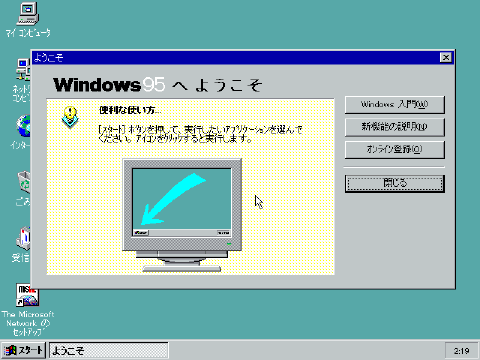 マイ コンピュータ
ようこそ
Windows 95 へ ようこそ
便利な使い方...
[スタート] ボタンを押して、実行したいアプリケーションを選んで
ください。アイコンをクリックすると実行します。
Windows 入門(W)
新機能の説明(N)
オンライン登録(O)
閉じる
ネット
コンピ
インター
ごみ
受信
The Microsoft
Network の
セットアップ
スタート
ようこそ
2:19